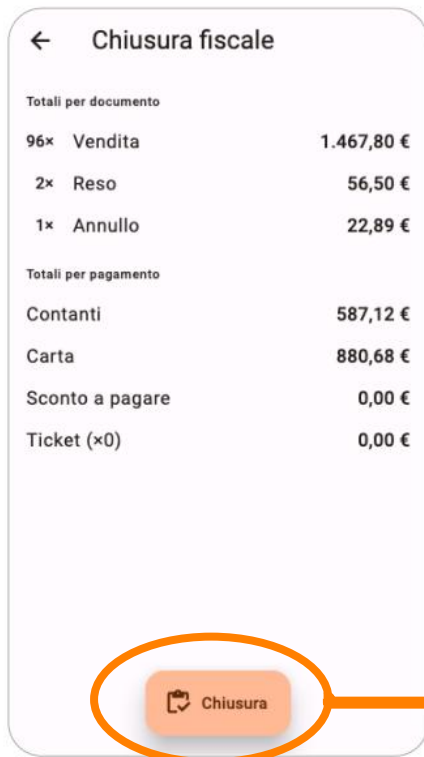 ← Chiusura fiscale
Totali per documento
96× Vendita 1.467,80 €
2× Reso 56,50 €
1× Annullo 22,89 €
Totali per pagamento
Contanti 587,12 €
Carta 880,68 €
Sconto a pagare 0,00 €
Ticket (×0) 0,00 €
Chiusura